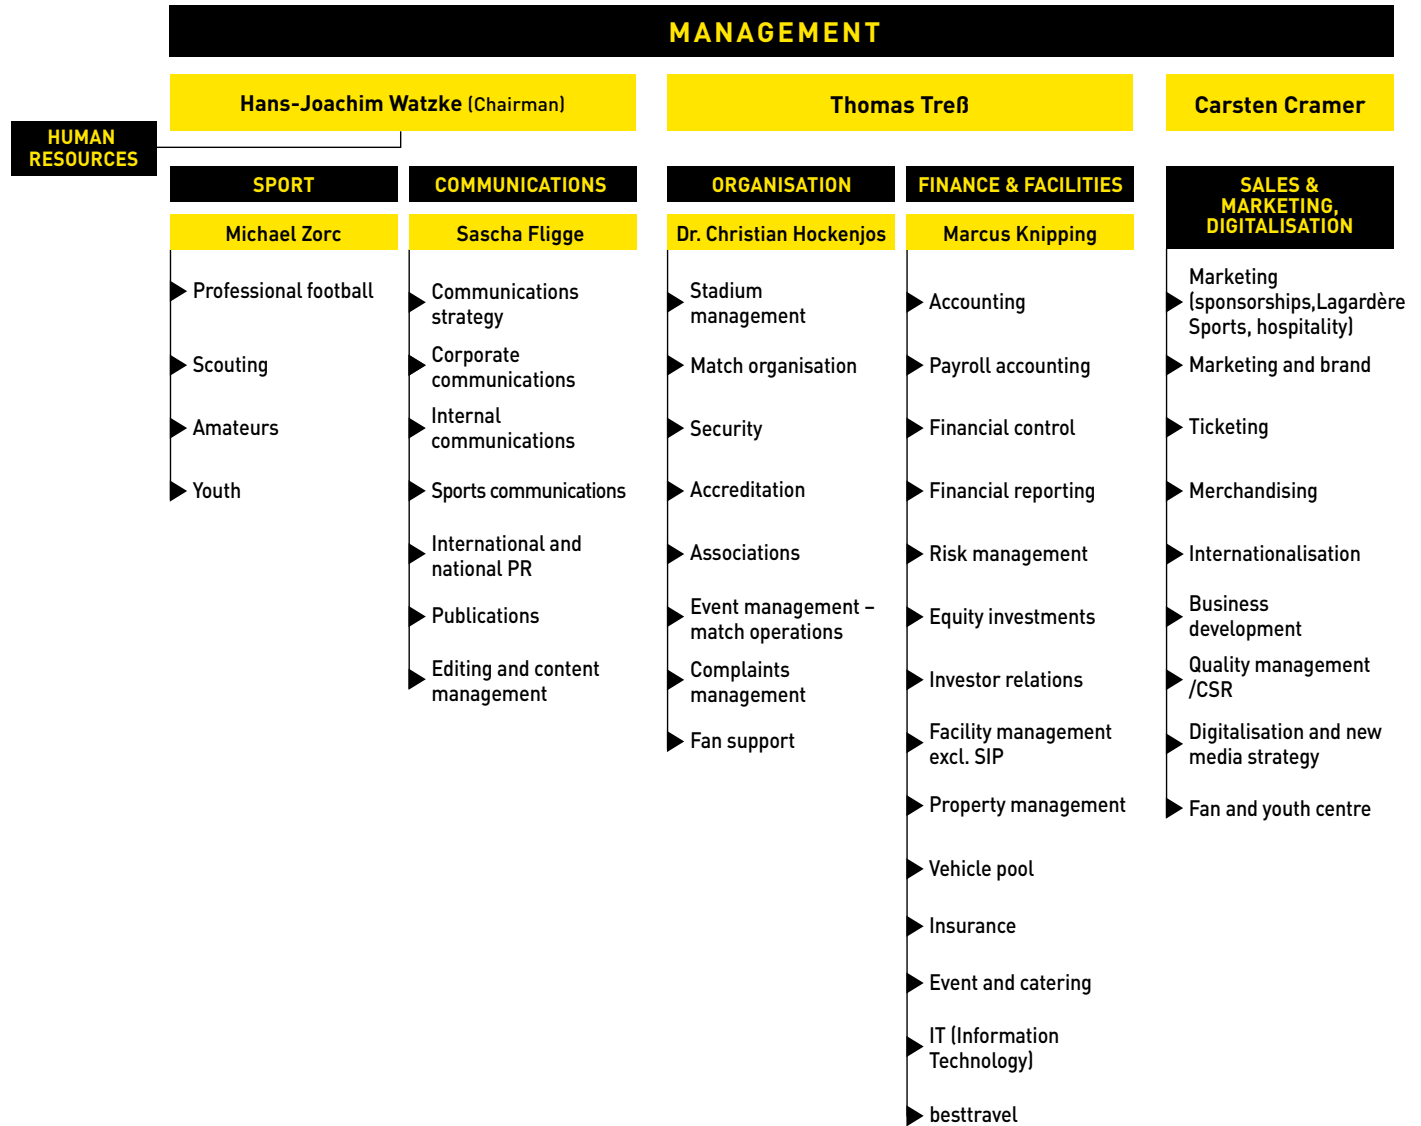 MANAGEMENT
Hans-Joachim Watzke (Chairman)
Thomas Treß
Carsten Cramer
HUMAN
RESOURCES
SPORT
Michael Zorc
Professional football
Scouting
Amateurs
Youth
COMMUNICATIONS
Sascha Fligge
Communications
strategy
Corporate
communications
Internal
communications
Sports communications
International and
national PR
Publications
Editing and content
management
ORGANISATION
Dr. Christian Hockenjos
Stadium
management
Match organisation
Security
Accreditation
Associations
Event management –
match operations
Complaints
management
Fan support
FINANCE & FACILITIES
Marcus Knipping
Accounting
Payroll accounting
Financial control
Financial reporting
Risk management
Equity investments
Investor relations
Facility management
excl. SIP
Property management
Vehicle pool
Insurance
Event and catering
IT (Information
Technology)
besttravel
SALES &
MARKETING,
DIGITALISATION
Marketing
(sponsorships,Lagardère
Sports, hospitality)
Marketing and brand
Ticketing
Merchandising
Internationalisation
Business
development
Quality management
/CSR
Digitalisation and new
media strategy
Fan and youth centre